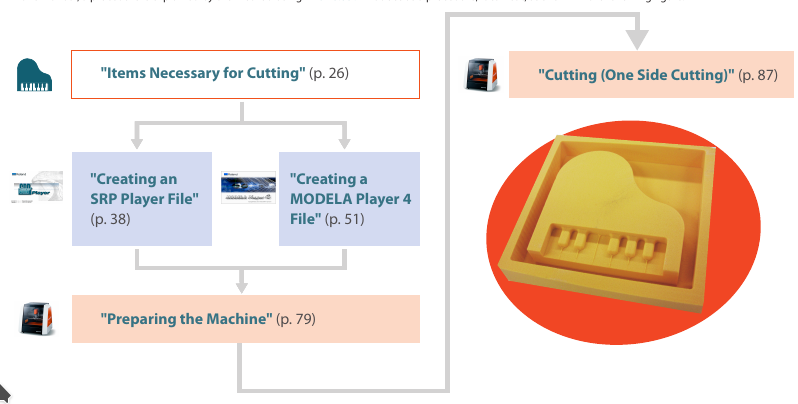 "Items Necessary for Cutting" (p. 26)
"Creating an
SRP Player File"
(p. 38)
"Creating a
MODELA Player 4
File" (p. 51)
"Preparing the Machine" (p. 79)
"Cutting (One Side Cutting)" (p. 87)